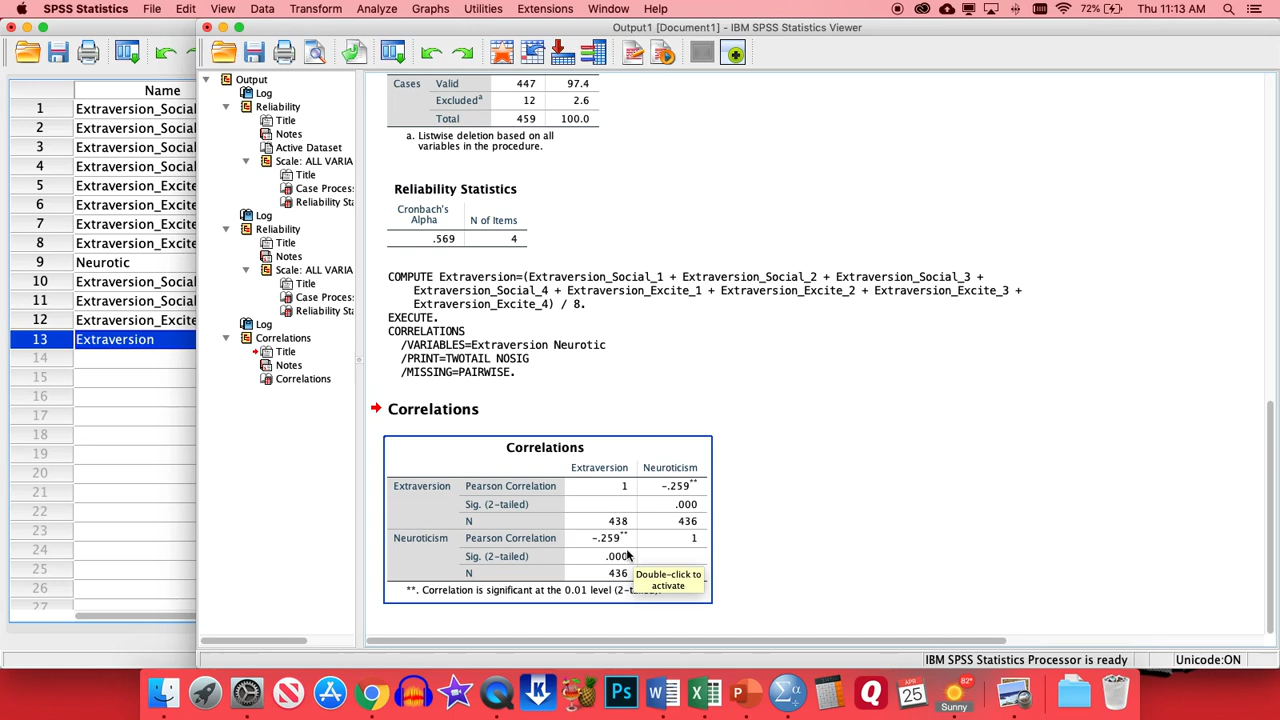 SPSS Statistics File Edit View Data Transform Analyze Graphs Utilities Extensions Window Help 72% Thu 11:13 AM
Output1 [Document1] - IBM SPSS Statistics Viewer
Name
1 Extraversion_Social
2 Extraversion_Social
3 Extraversion_Social
4 Extraversion_Social
5 Extraversion_Excite
6 Extraversion_Excite
7 Extraversion_Excite
8 Extraversion_Excite
9 Neurotic
10 Extraversion_Social
11 Extraversion_Social
12 Extraversion_Excite
13 Extraversion
14
15
16
17
18
19
20
21
22
23
24
25
26
27
Output
Log
Reliability
Title
Notes
Active Dataset
Scale: ALL VARIA
Title
Case Proces
Reliability Sta
Log
Reliability
Title
Notes
Scale: ALL VARIA
Title
Case Proces
Reliability Sta
Log
Correlations
Title
Notes
Correlations
Cases Valid 447 97.4
Excludeda 12 2.6
Total 459 100.0
a. Listwise deletion based on all
variables in the procedure.
Reliability Statistics
Cronbach's
Alpha N of Items
.569 4
COMPUTE Extraversion=(Extraversion_Social_1 + Extraversion_Social_2 + Extraversion_Social_3 +
Extraversion_Social_4 + Extraversion_Excite_1 + Extraversion_Excite_2 + Extraversion_Excite_3 +
Extraversion_Excite_4) / 8.
EXECUTE.
CORRELATIONS
/VARIABLES=Extraversion Neurotic
/PRINT=TWOTAIL NOSIG
/MISSING=PAIRWISE.
Correlations
Correlations
Extraversion Neuroticism
Extraversion Pearson Correlation 1 -.259**
Sig. (2-tailed) .000
N 438 436
Neuroticism Pearson Correlation -.259** 1
Sig. (2-tailed) .000
N 436
**. Correlation is significant at the 0.01 level (2-
Double-click to
activate
IBM SPSS Statistics Processor is ready Unicode:ON
Ps
APR
25
82°
Sunny